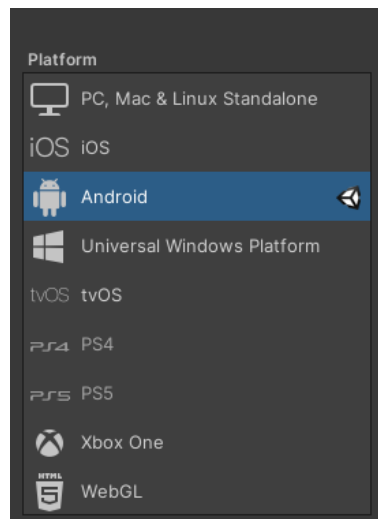 Platform
PC, Mac & Linux Standalone
iOS iOS
Android
Universal Windows Platform
tvOS tvOS
PS4 PS4
PS5 PS5
Xbox One
HTML
5 WebGL